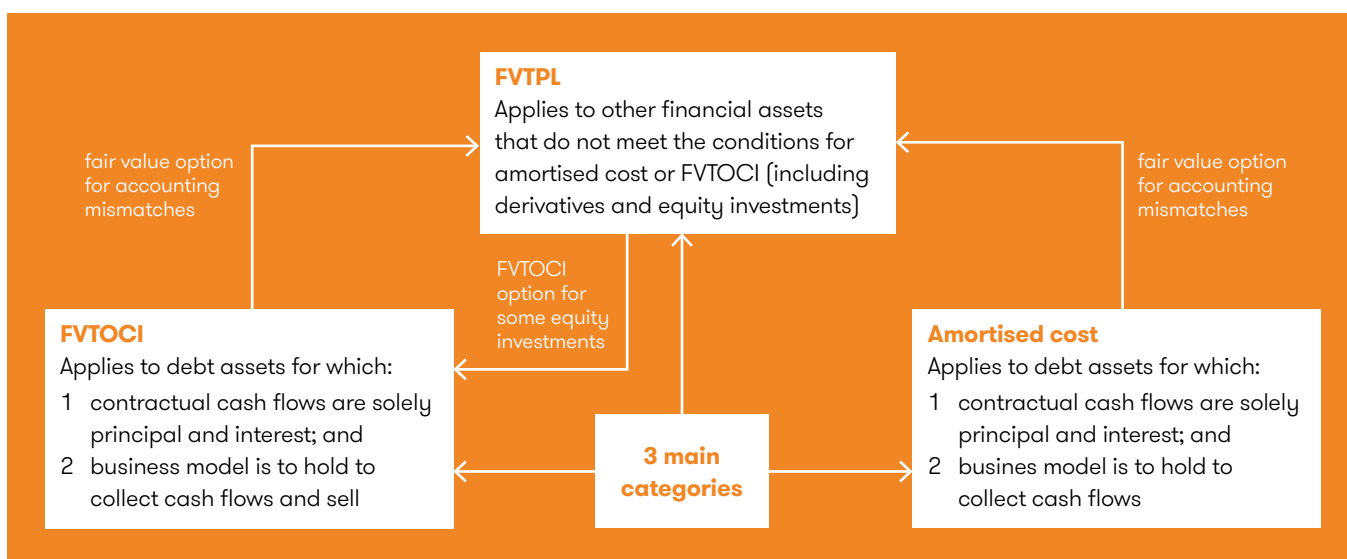 FVTPL
Applies to other financial assets
that do not meet the conditions for
amortised cost or FVTOCI (including
derivatives and equity investments)
fair value option
for accounting
mismatches
fair value option
for accounting
mismatches
FVTOCI
option for
some equity
investments
FVTOCI
Applies to debt assets for which:
1 contractual cash flows are solely
principal and interest; and
2 business model is to hold to
collect cash flows and sell
3 main
categories
Amortised cost
Applies to debt assets for which:
1 contractual cash flows are solely
principal and interest; and
2 busines model is to hold to
collect cash flows